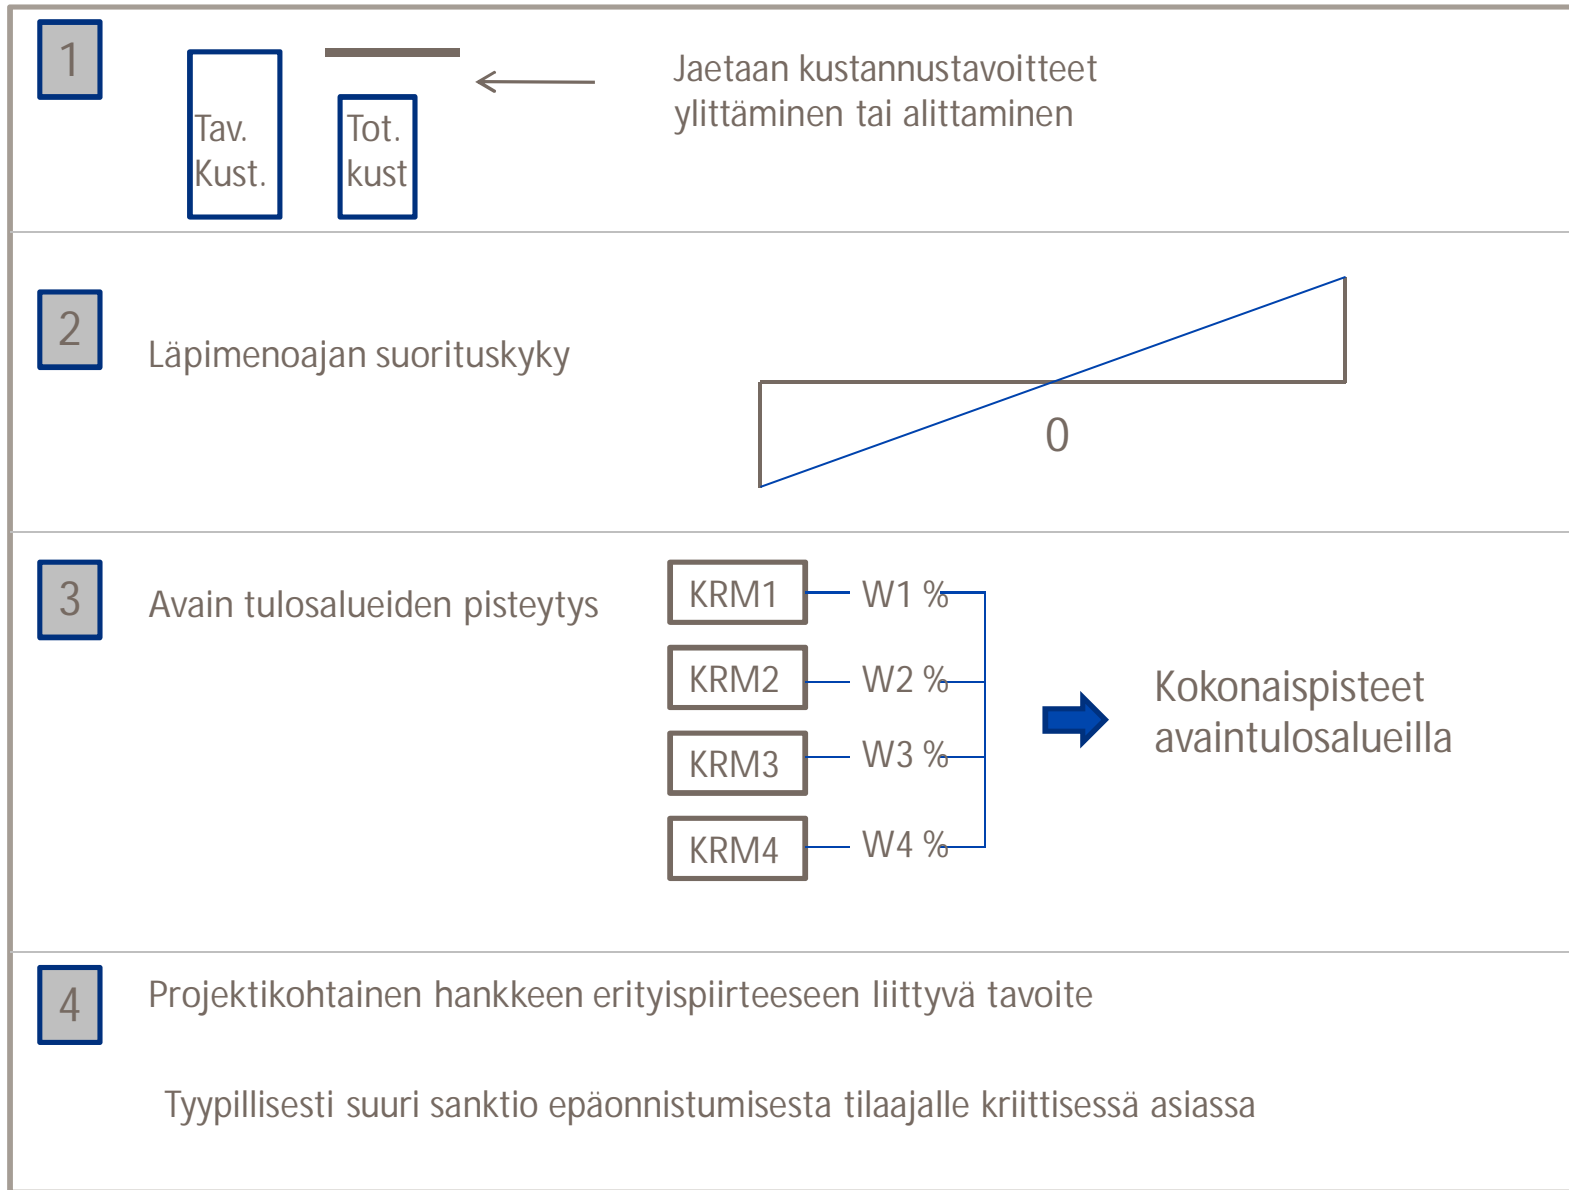 1
Tav.
Kust.
Tot.
kust
Jaetaan kustannustavoitteet
ylittäminen tai alittaminen
2
Läpimenoajan suorituskyky
0
3
Avain tulosalueiden pisteytys
KRM1
W1 %
KRM2
W2 %
KRM3
W3 %
KRM4
W4 %
Kokonaispisteet
avaintulosalueilla
4
Projektikohtainen hankkeen erityispiirteeseen liittyvä tavoite
Tyypillisesti suuri sanktio epäonnistumisesta tilaajalle kriittisessä asiassa